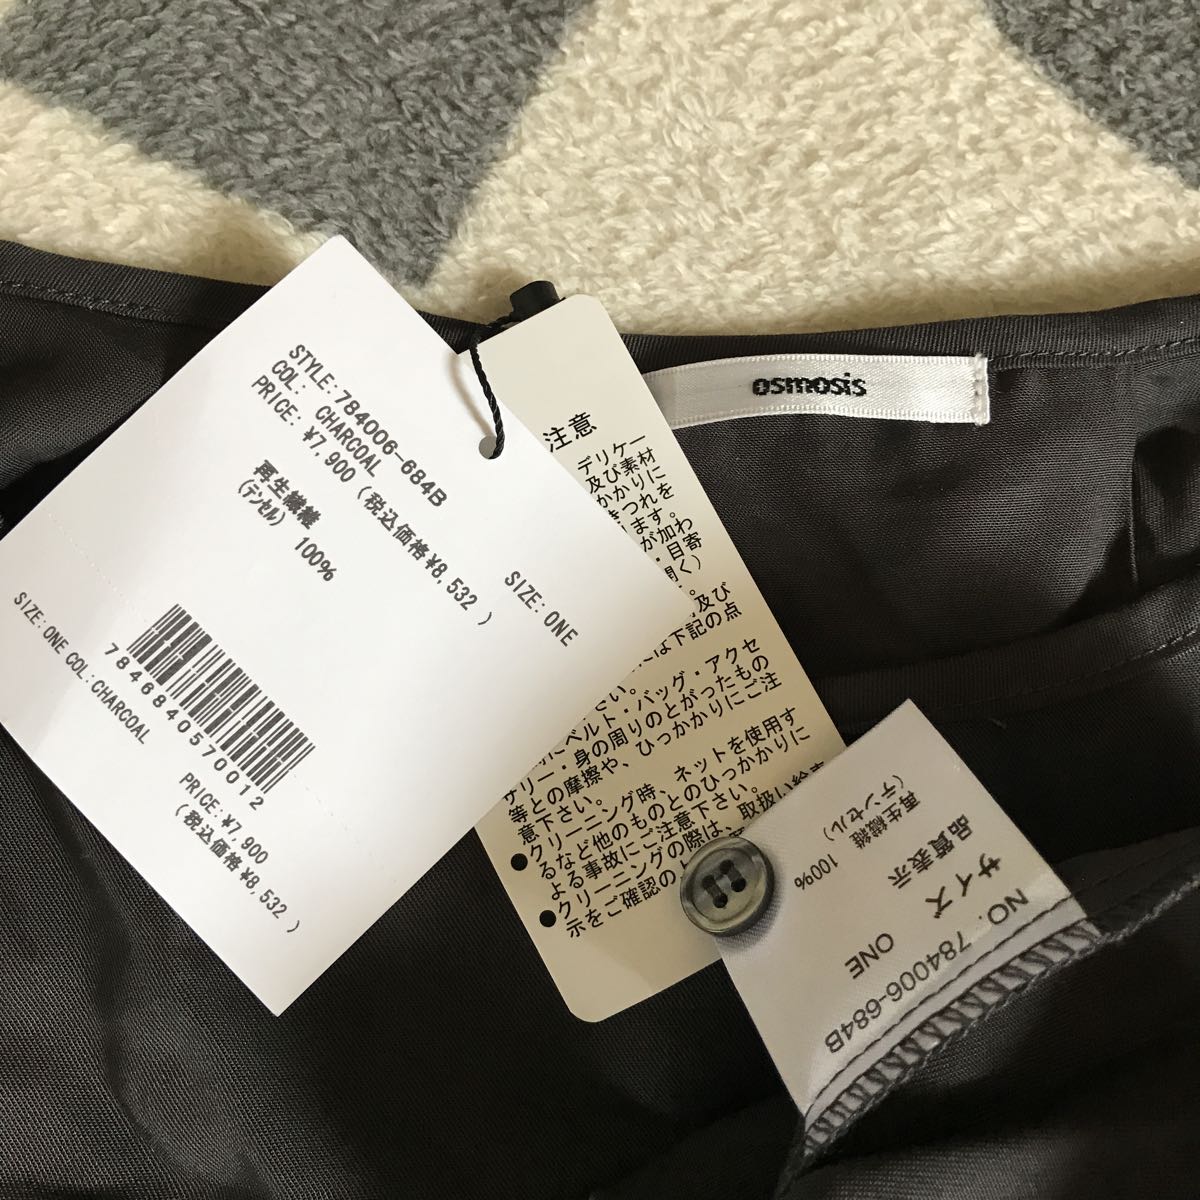 STYLE:784006-684B
COL: CHARCOAL
PRICE: ¥7,900 (税込価格¥8,532 )
SIZE:ONE
再生繊維
(テンセル) 100%
7846840570012
SIZE:ONE COL:CHARCOAL
PRICE:¥7,900
(税込価格¥8,532 )
osmosis
注意
デリケー
及び素材
かかりに
きつれを
ます。
が加わ
・目寄
開く)
。
及び
は下記の点
さい。
ベルト・バッグ・アクセ
サリー・身の周りのとがったもの
等との摩擦や、ひっかかりにご注
意下さい。
●クリーニング時、ネットを使用す
るなど他のものとのひっかかりに
よる事故にご注意下さい。
●クリーニングの際は、取扱い絵表
示をご確認の
NO. 784006-684B
サイズ ONE
品質表示
再生繊維
(テンセル) 100%